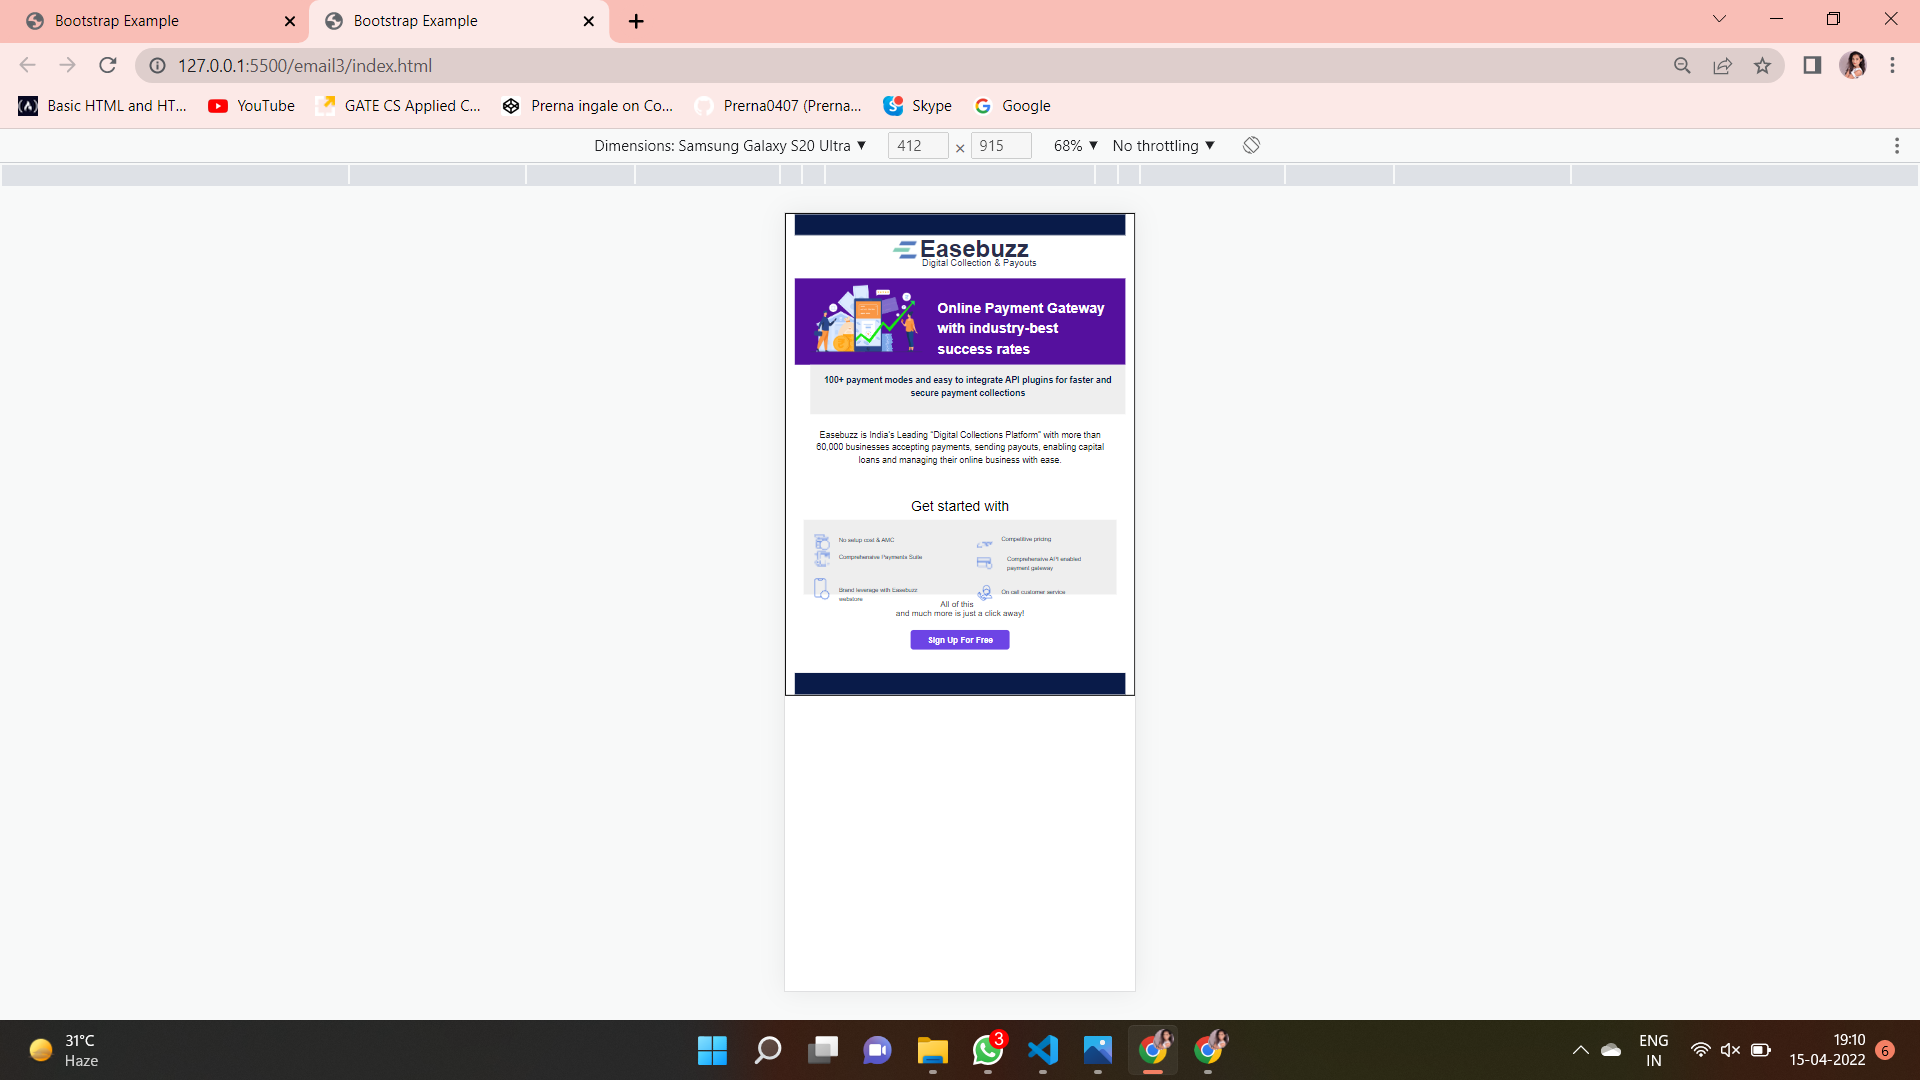 Bootstrap Example
Bootstrap Example
127.0.0.1:5500/email3/index.html
Basic HTML and HT...
YouTube
GATE CS Applied C...
Prerna ingale on Co...
Prerna0407 (Prerna...
Skype
Google
Dimensions: Samsung Galaxy S20 Ultra ▼
412 × 915
68% ▼
No throttling ▼
Easebuzz
Digital Collection & Payouts
Online Payment Gateway
with industry-best
success rates
100+ payment modes and easy to integrate API plugins for faster and
secure payment collections
Easebuzz is India's Leading “Digital Collections Platform” with more than
60,000 businesses accepting payments, sending payouts, enabling capital
loans and managing their online business with ease.
Get started with
No setup cost & AMC
Competitive pricing
Comprehensive Payments Suite
Comprehensive API enabled
payment gateway
Brand leverage with Easebuzz
webstore
On call customer service
All of this
and much more is just a click away!
Sign Up For Free
31°C
Haze
3
ENG
IN
19:10
15-04-2022
6